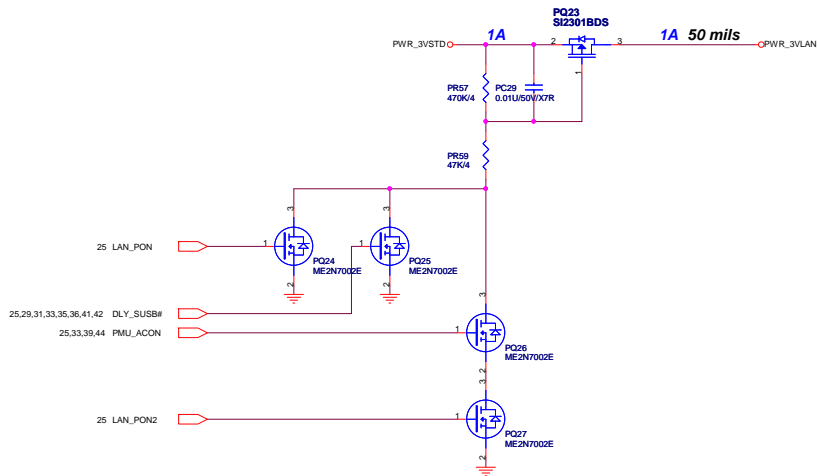 PQ23
SI2301BDS
PWR_3VSTD
1A
2
3
1A 50 mils
PWR_3VLAN
1
PR57
470K/4
PC29
0.01U/50V/X7R
PR59
47K/4
3
3
25 LAN_PON
1
1
PQ24
ME2N7002E
PQ25
ME2N7002E
2
2
25,29,31,33,35,36,41,42 DLY_SUSB#
3
25,33,39,44 PMU_ACON
1
PQ26
ME2N7002E
2
3
25 LAN_PON2
1
PQ27
ME2N7002E
2